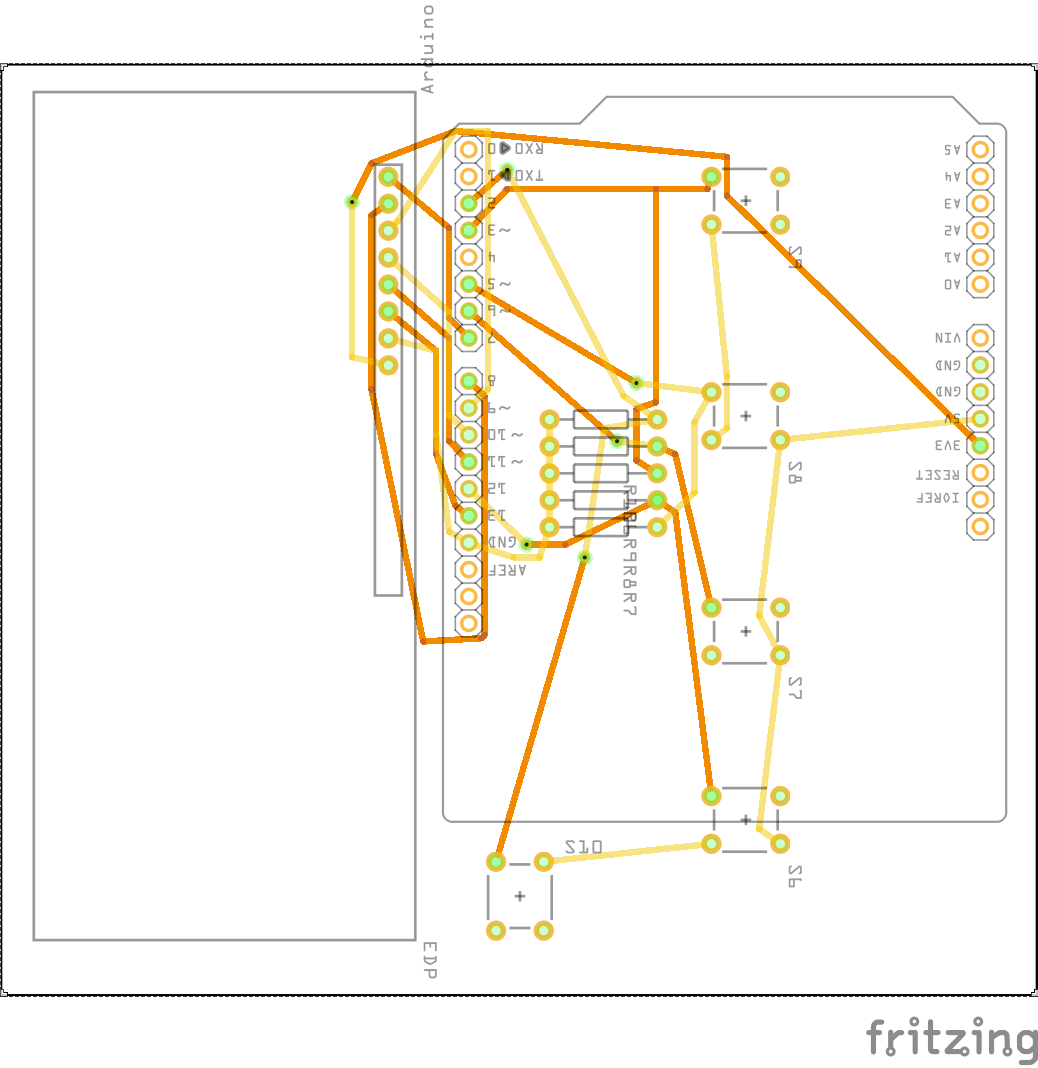 Arduino
0 RX0
A5
1 TX0
A4
2
A3
3~
A2
4
A1
S9
5~
A0
6~
7
VIN
8
GND
9~
GND
10~
5V
11~
3V3
S8
12
RESET
13
IOREF
GND
AREF
S7
S10
S6
EDP
fritzing